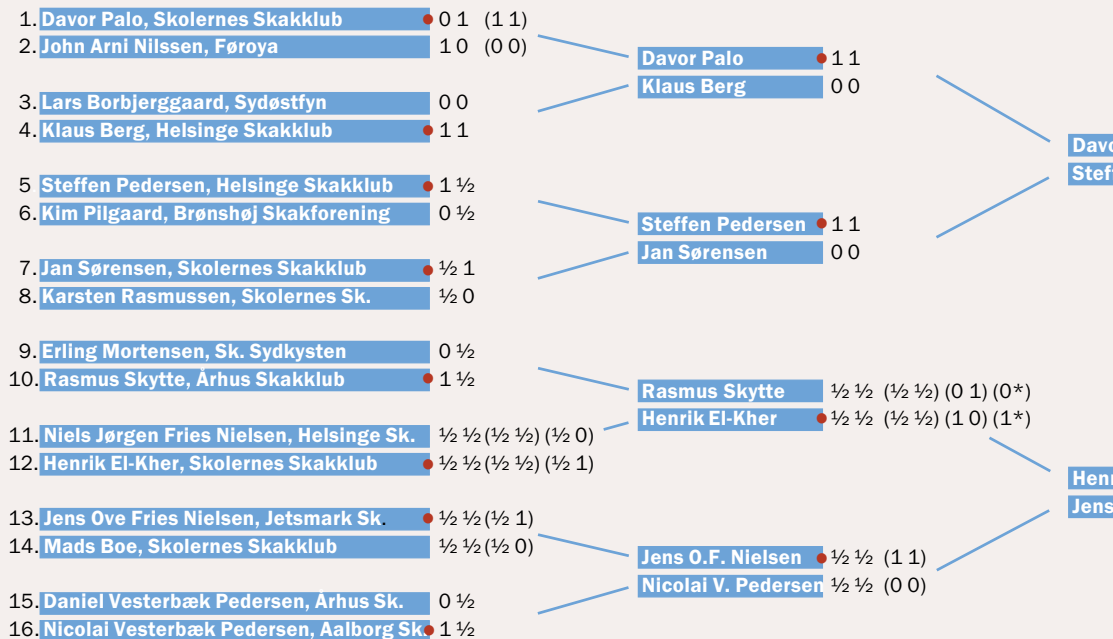 1. Davor Palo, Skolernes Skakklub 0 1 (1 1)
2. John Arni Nilssen, Føroya 1 0 (0 0)
Davor Palo 1 1
Klaus Berg 0 0
3. Lars Borbjerggaard, Sydøstfyn 0 0
4. Klaus Berg, Helsinge Skakklub 1 1
Davo
Stef
5 Steffen Pedersen, Helsinge Skakklub 1 ½
6. Kim Pilgaard, Brønshøj Skakforening 0 ½
Steffen Pedersen 1 1
Jan Sørensen 0 0
7. Jan Sørensen, Skolernes Skakklub ½ 1
8. Karsten Rasmussen, Skolernes Sk. ½ 0
9. Erling Mortensen, Sk. Sydkysten 0 ½
10. Rasmus Skytte, Århus Skakklub 1 ½
Rasmus Skytte ½ ½ (½ ½) (0 1) (0*)
Henrik El-Kher ½ ½ (½ ½) (1 0) (1*)
11. Niels Jørgen Fries Nielsen, Helsinge Sk. ½ ½ (½ ½) (½ 0)
12. Henrik El-Kher, Skolernes Skakklub ½ ½ (½ ½) (½ 1)
Henr
Jens
13. Jens Ove Fries Nielsen, Jetsmark Sk. ½ ½ (½ 1)
14. Mads Boe, Skolernes Skakklub ½ ½ (½ 0)
Jens O.F. Nielsen ½ ½ (1 1)
Nicolai V. Pedersen ½ ½ (0 0)
15. Daniel Vesterbæk Pedersen, Århus Sk. 0 ½
16. Nicolai Vesterbæk Pedersen, Aalborg Sk. 1 ½